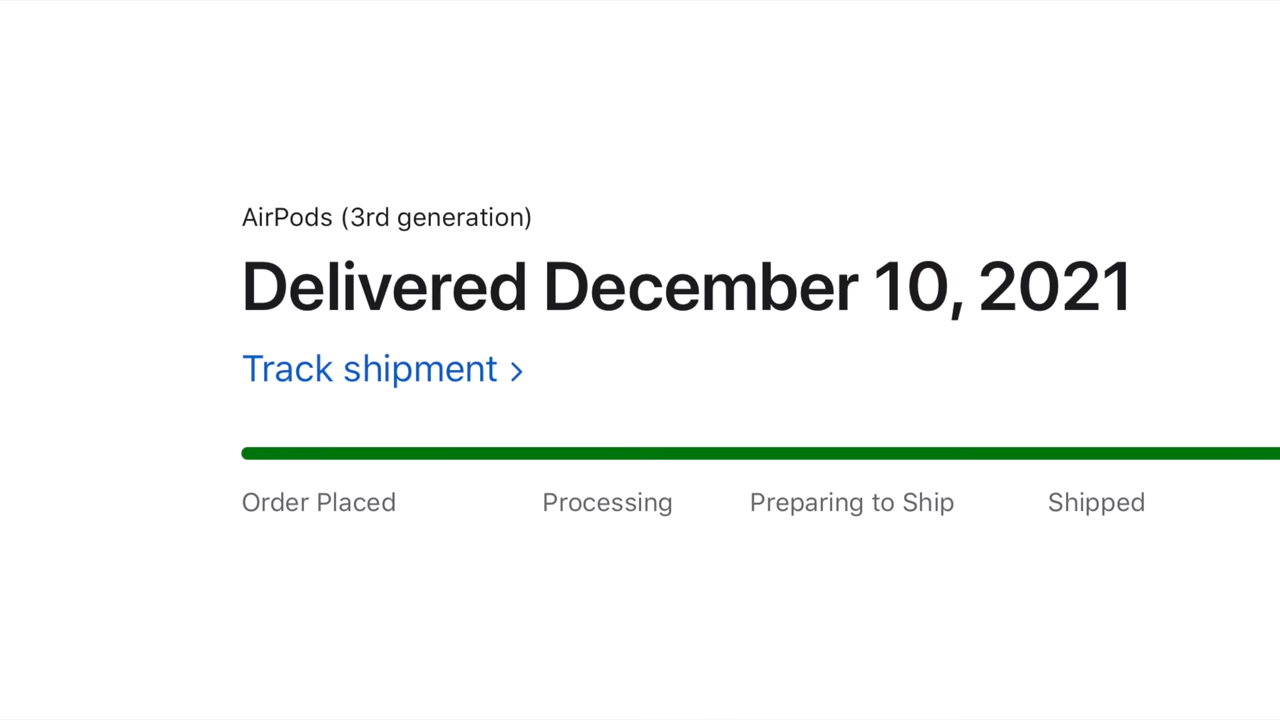 AirPods (3rd generation)
Delivered December 10, 2021
Track shipment >
Order Placed Processing Preparing to Ship Shipped